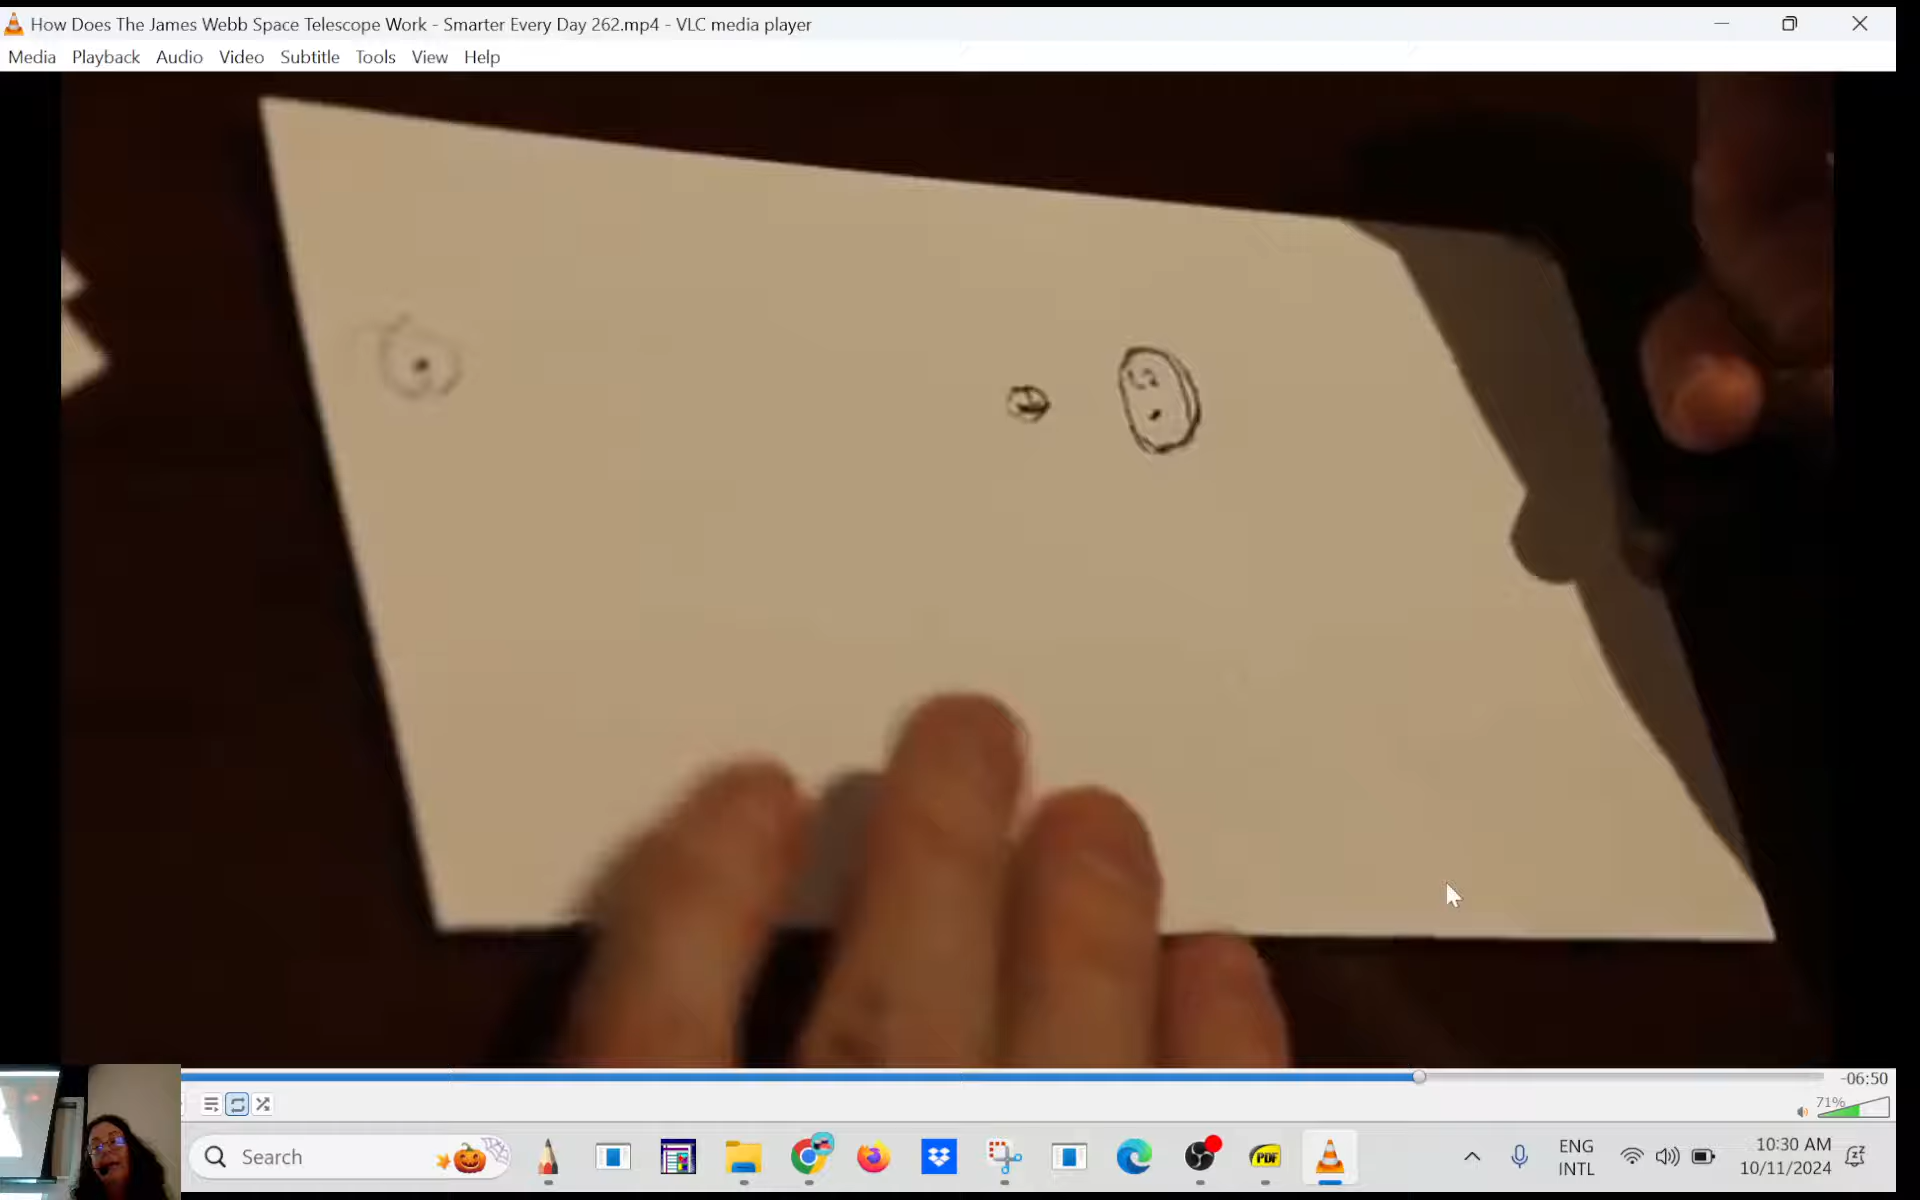 How Does The James Webb Space Telescope Work - Smarter Every Day 262.mp4 - VLC media player
Media Playback Audio Video Subtitle Tools View Help
-06:50
71%
Search
PDF
ENG
INTL
10:30 AM
10/11/2024